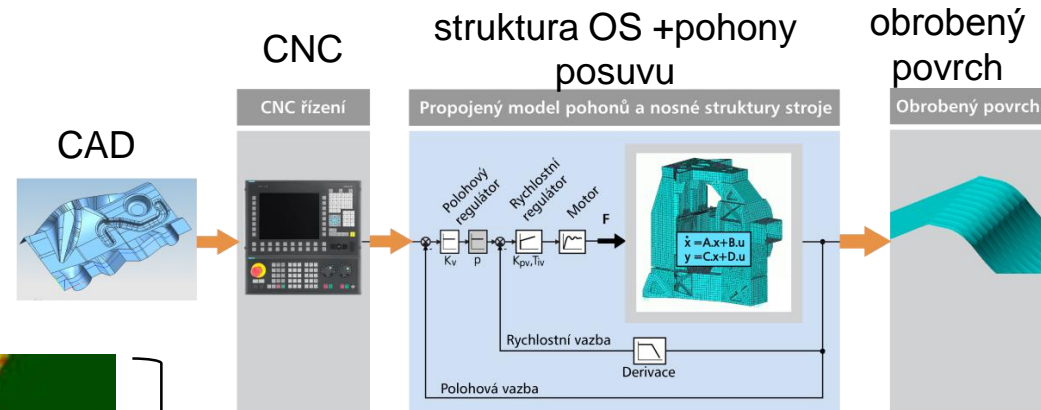 CAD
CNC
struktura OS +pohony
posuvu
obrobený
povrch
CNC řízení
Propojený model pohonů a nosné struktury stroje
Obrobený povrch
Polohový
regulátor
Rychlostní
regulátor
Motor
F
Kv
p
Kpv,Tiv
ẋ =A.x+B.u
y =C.x+D.u
Rychlostní vazba
Derivace
Polohová vazba